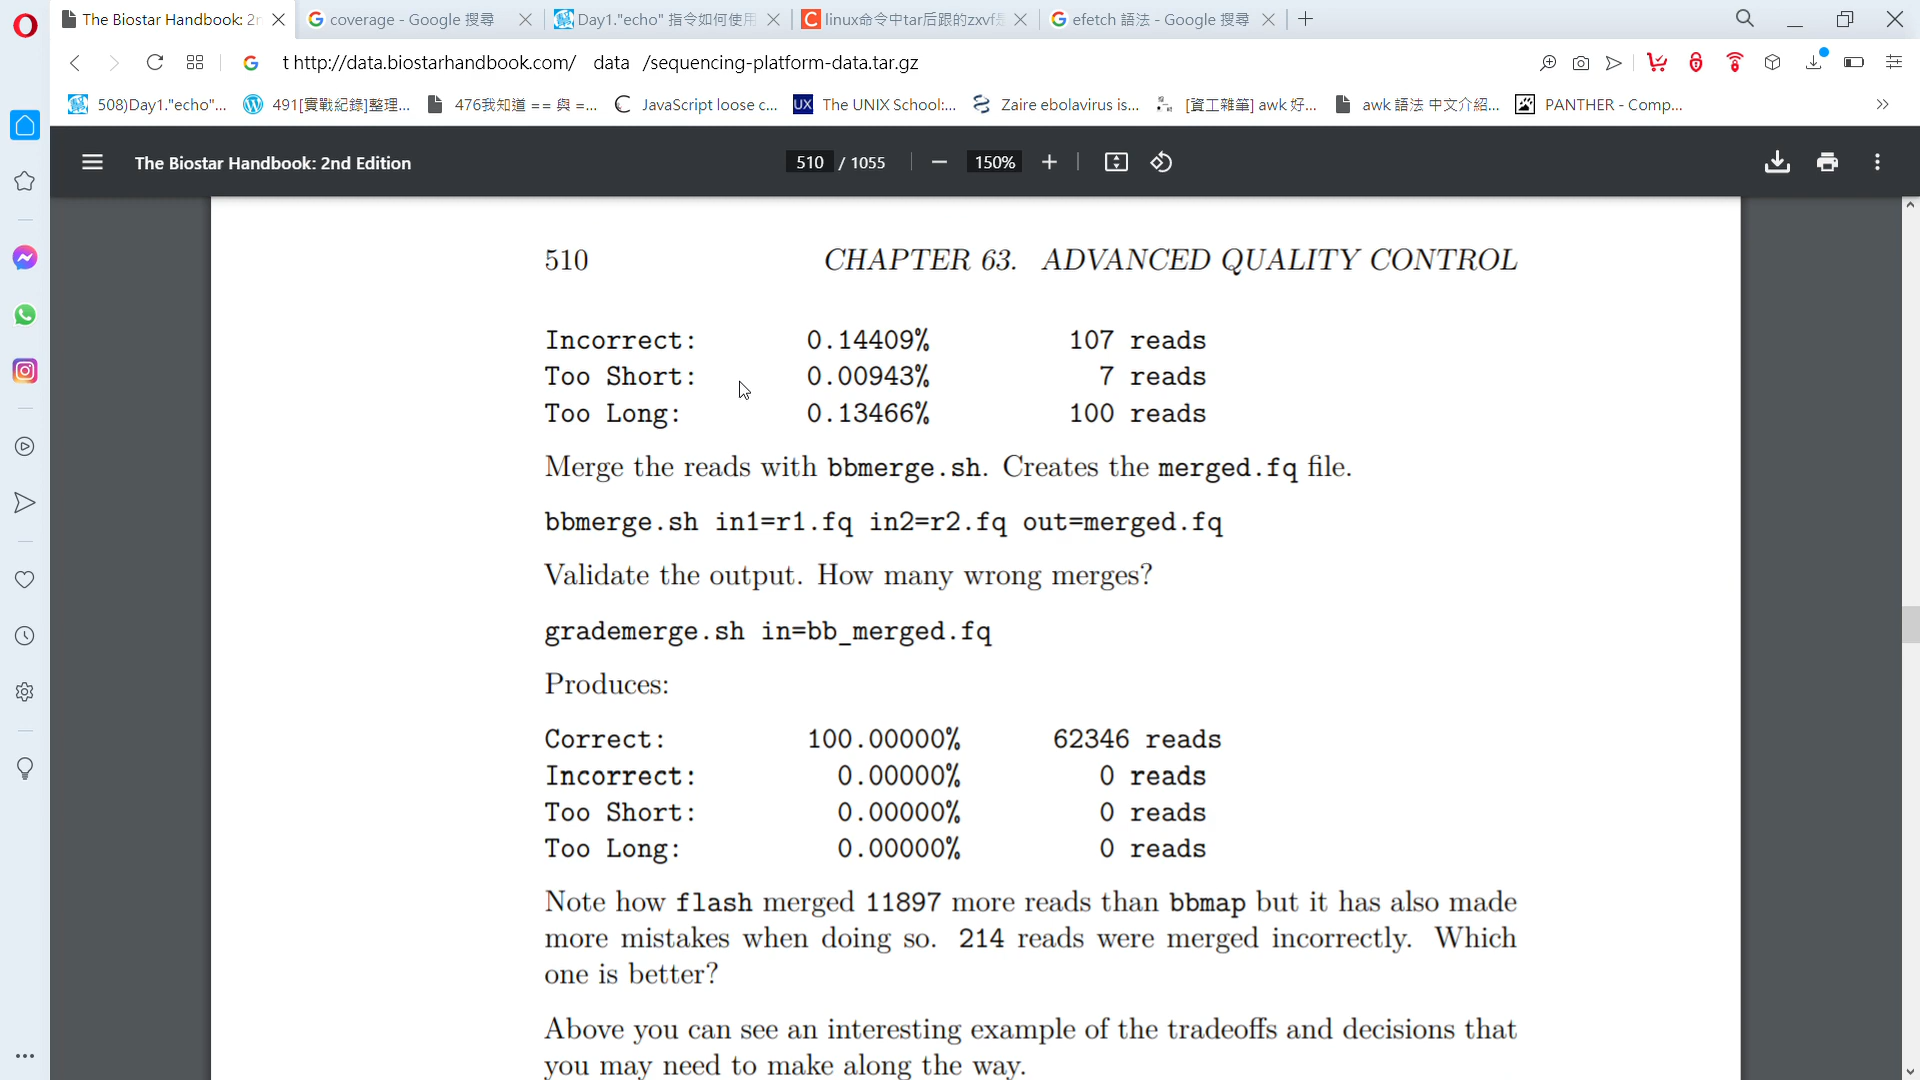 The Biostar Handbook: 2n
coverage - Google 搜尋
Day1."echo" 指令如何使用
linux命令中tar后跟的zxvf是
efetch 語法 - Google 搜尋
t http://data.biostarhandbook.com/ data /sequencing-platform-data.tar.gz
508)Day1."echo"...
491[實戰紀錄]整理...
476我知道 == 與 =...
JavaScript loose c...
UX The UNIX School:...
Zaire ebolavirus is...
[資工雜筆] awk 好...
awk 語法 中文介紹...
PANTHER - Comp...
The Biostar Handbook: 2nd Edition
510 / 1055
150%
510 CHAPTER 63. ADVANCED QUALITY CONTROL
Incorrect: 0.14409% 107 reads
Too Short: 0.00943% 7 reads
Too Long: 0.13466% 100 reads
Merge the reads with bbmerge.sh. Creates the merged.fq file.
bbmerge.sh in1=r1.fq in2=r2.fq out=merged.fq
Validate the output. How many wrong merges?
grademerge.sh in=bb_merged.fq
Produces:
Correct: 100.00000% 62346 reads
Incorrect: 0.00000% 0 reads
Too Short: 0.00000% 0 reads
Too Long: 0.00000% 0 reads
Note how flash merged 11897 more reads than bbmap but it has also made
more mistakes when doing so. 214 reads were merged incorrectly. Which
one is better?
Above you can see an interesting example of the tradeoffs and decisions that
you may need to make along the way.